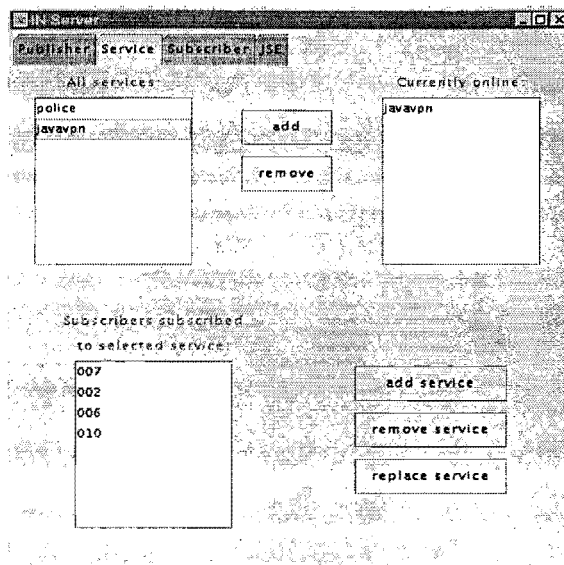 IN Server
Publisher Service Subscriber JSE
All services
Currently online:
police
javavpn
javavpn
add
remove
Subscribers subscribed
to selected service:
007
002
006
010
add service
remove service
replace service